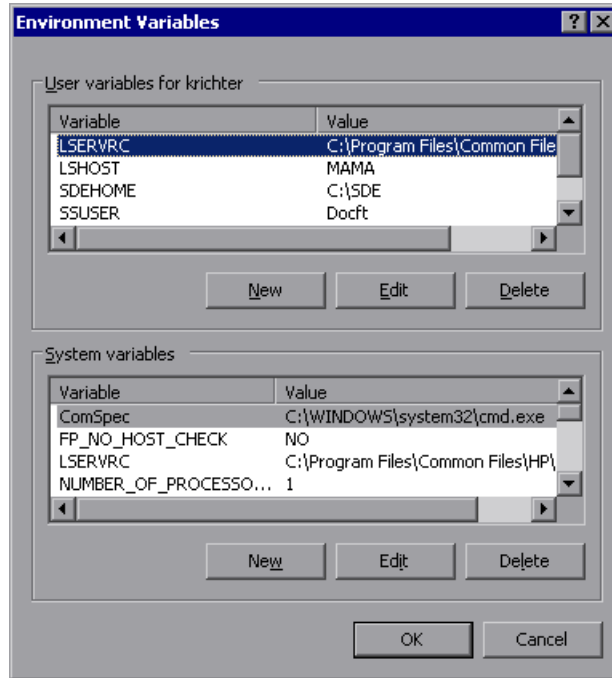 Environment Variables
User variables for krichter
Variable Value
LSERVRC C:\Program Files\Common File
LSHOST MAMA
SDEHOME C:\SDE
SSUSER Docft
New Edit Delete
System variables
Variable Value
ComSpec C:\WINDOWS\system32\cmd.exe
FP_NO_HOST_CHECK NO
LSERVRC C:\Program Files\Common Files\HP\
NUMBER_OF_PROCESSO... 1
New Edit Delete
OK Cancel